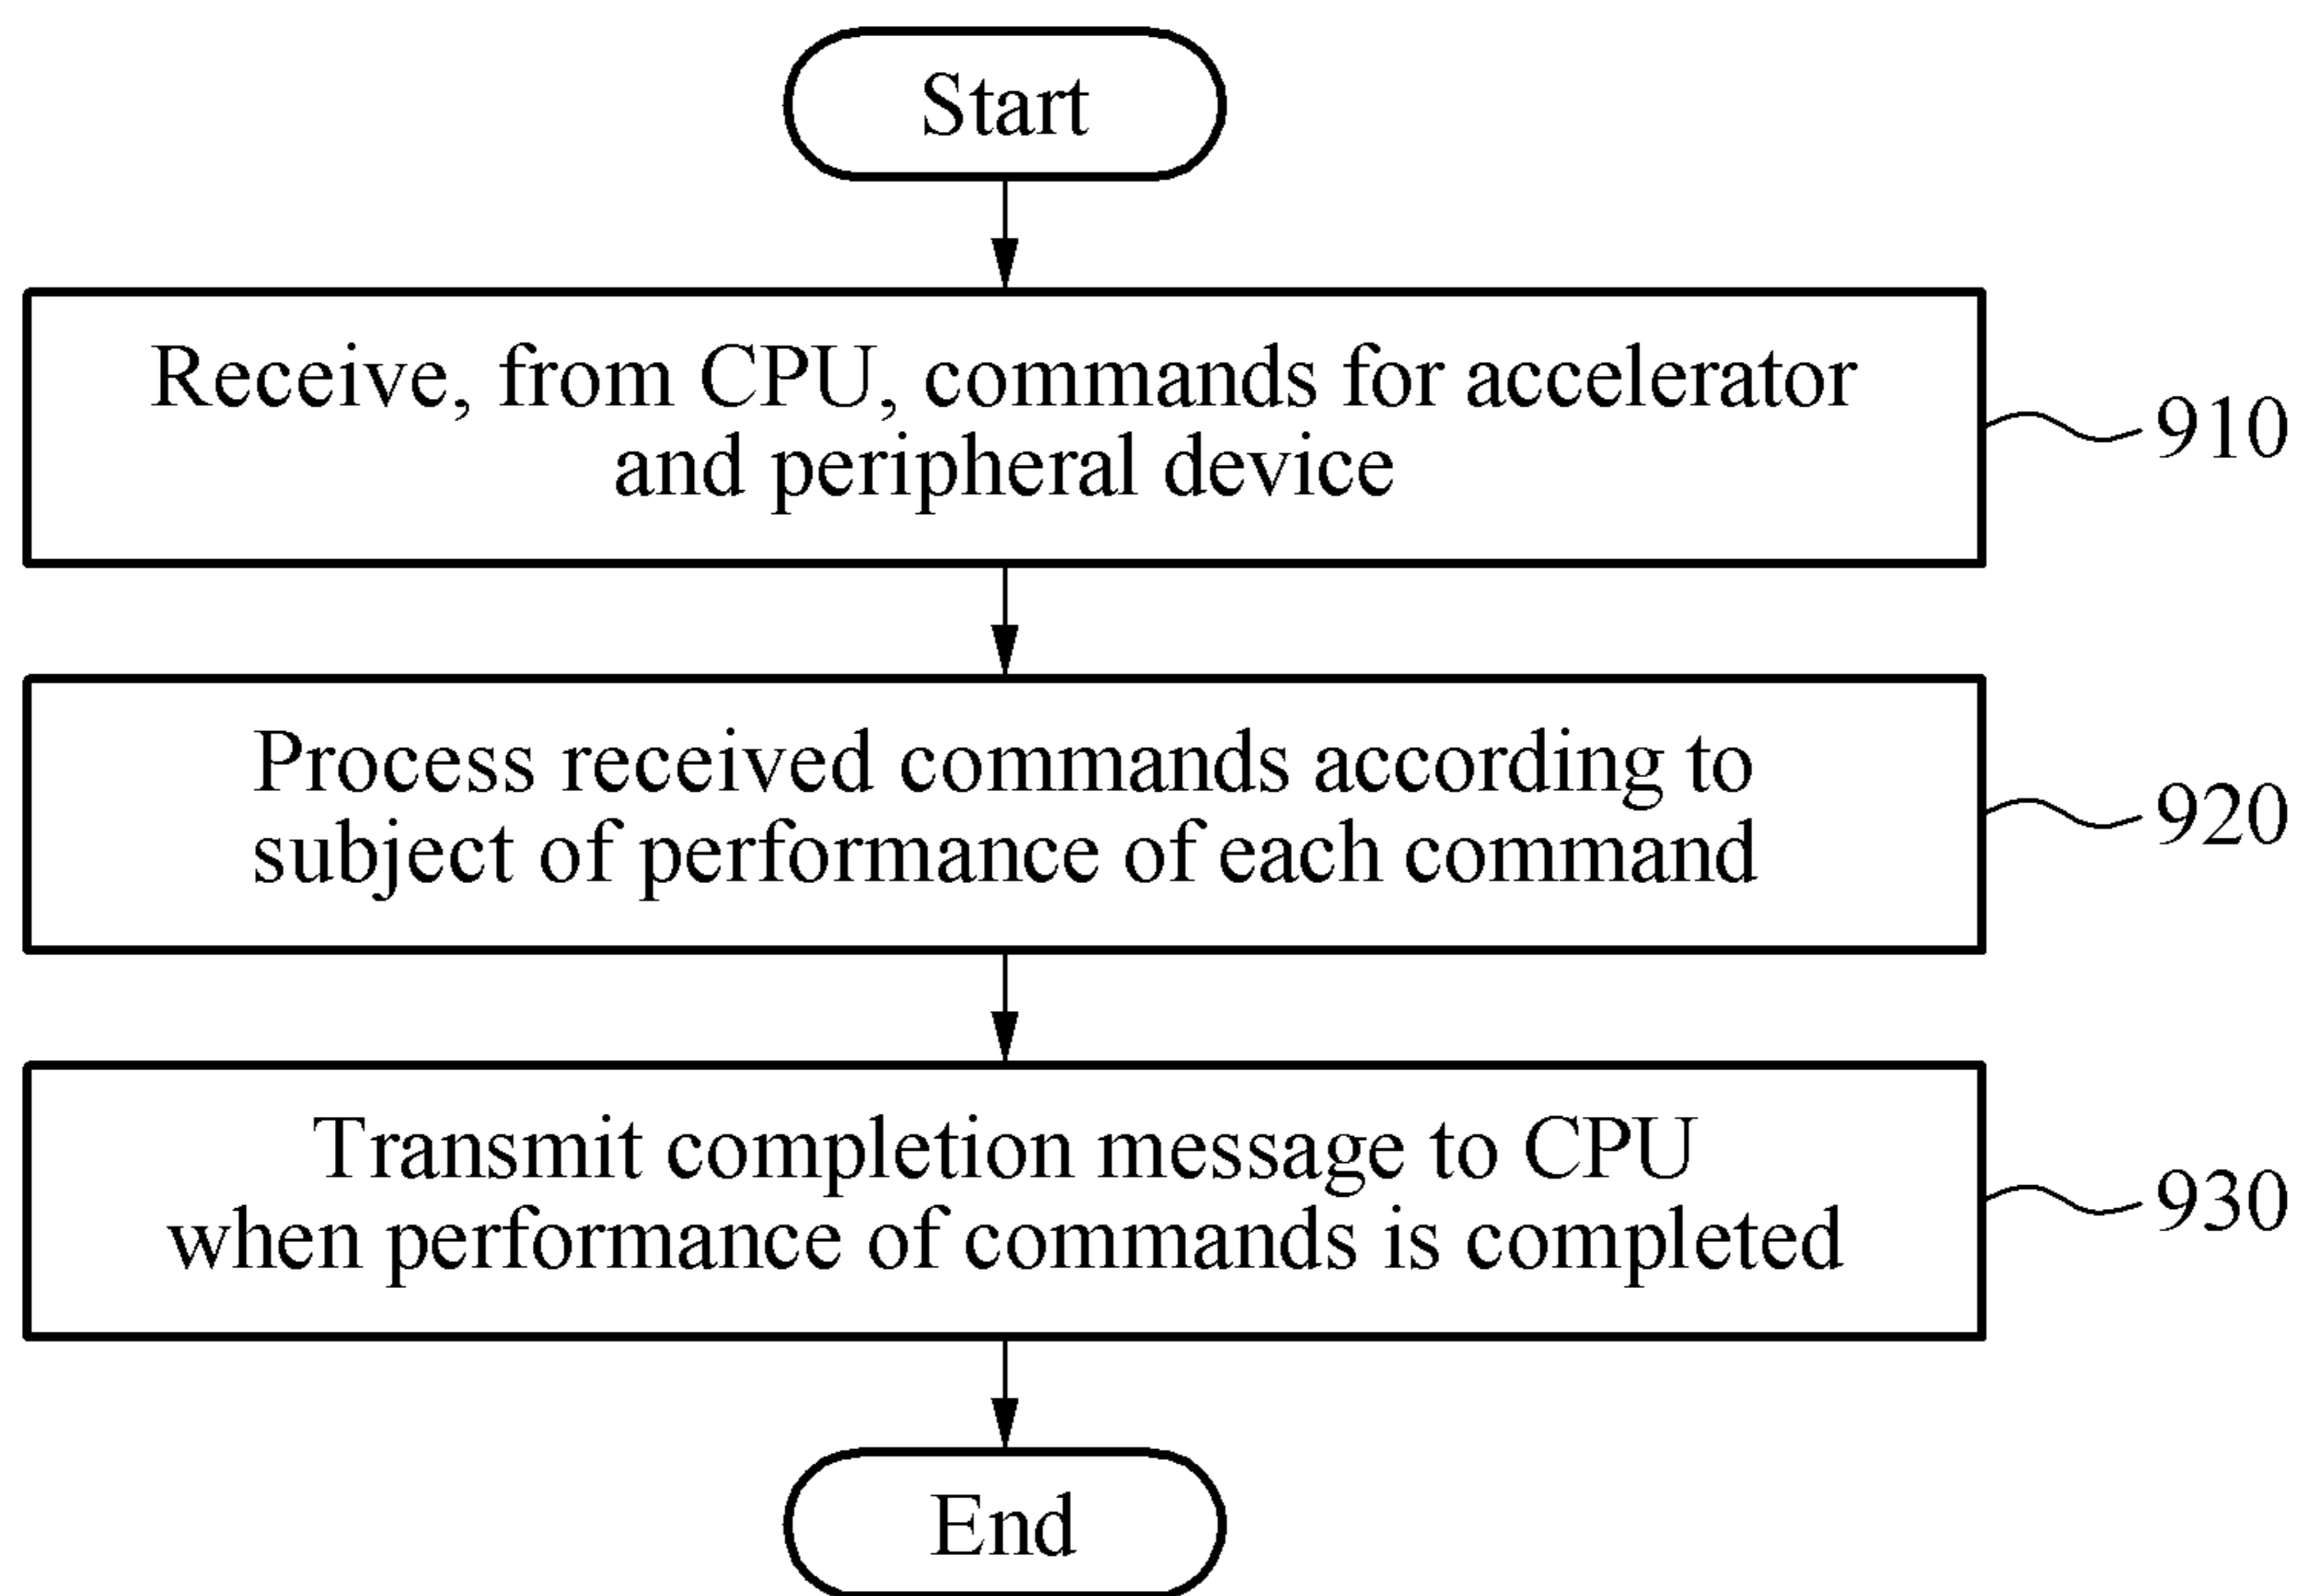 Start
Receive, from CPU, commands for accelerator
and peripheral device
910
Process received commands according to
subject of performance of each command
920
Transmit completion message to CPU
when performance of commands is completed
930
End